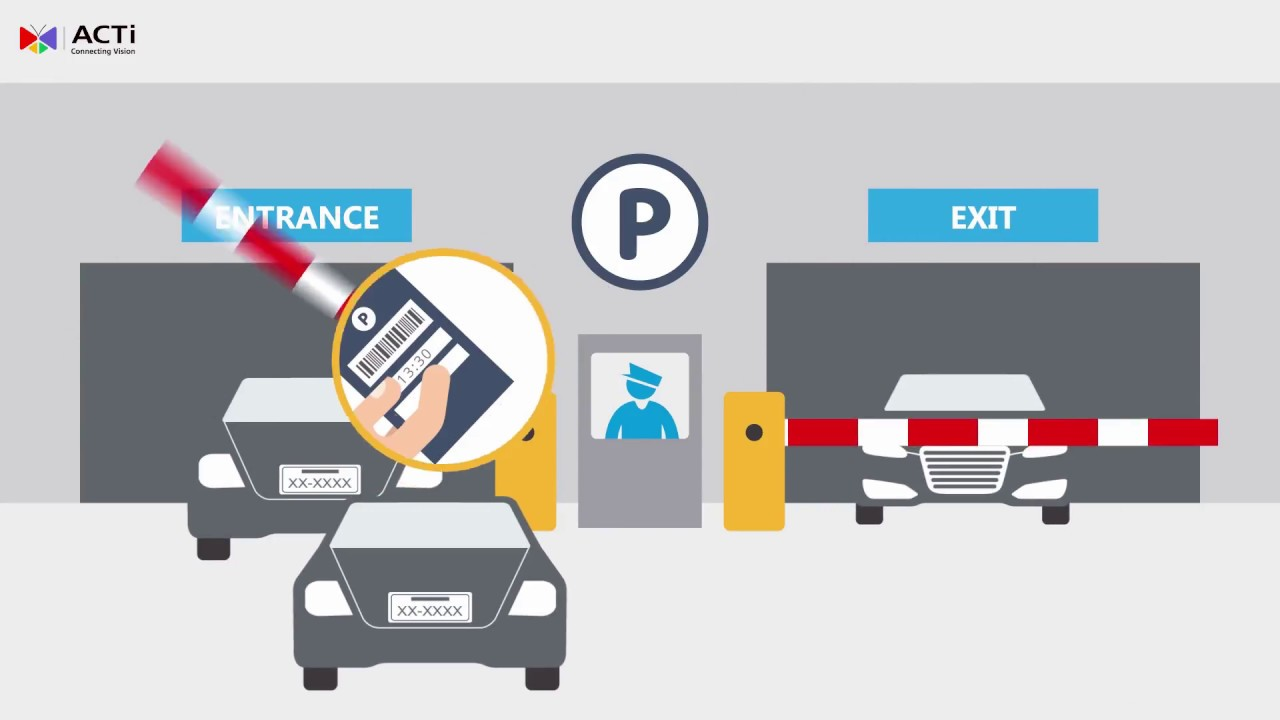 ACTi
Connecting Vision
ENTRANCE
P
EXIT
P
13:30
XX-XXXX
XX-XXXX